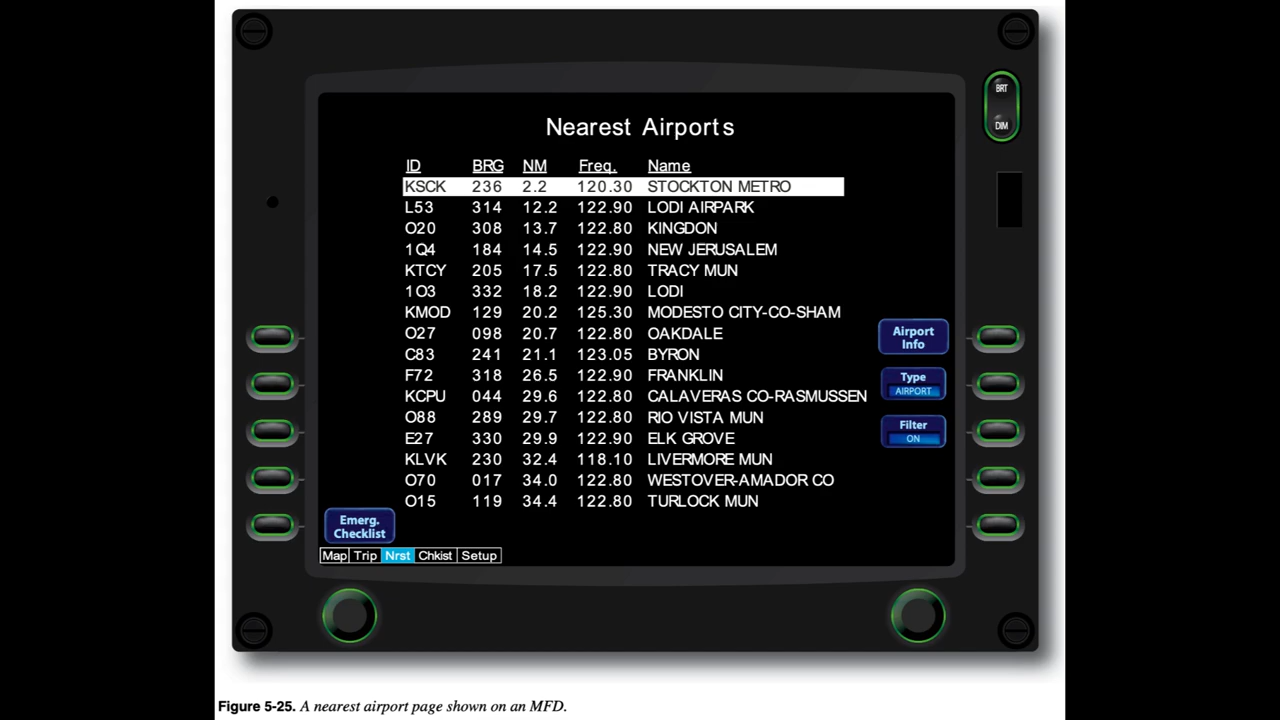 BRT
DIM
Nearest Airports
ID BRG NM Freq. Name
KSCK 236 2.2 120.30 STOCKTON METRO
L53 314 12.2 122.90 LODI AIRPARK
O20 308 13.7 122.80 KINGDON
1Q4 184 14.5 122.90 NEW JERUSALEM
KTCY 205 17.5 122.80 TRACY MUN
1O3 332 18.2 122.90 LODI
KMOD 129 20.2 125.30 MODESTO CITY-CO-SHAM
O27 098 20.7 122.80 OAKDALE
C83 241 21.1 123.05 BYRON
F72 318 26.5 122.90 FRANKLIN
KCPU 044 29.6 122.80 CALAVERAS CO-RASMUSSEN
O88 289 29.7 122.80 RIO VISTA MUN
E27 330 29.9 122.90 ELK GROVE
KLVK 230 32.4 118.10 LIVERMORE MUN
O70 017 34.0 122.80 WESTOVER-AMADOR CO
O15 119 34.4 122.80 TURLOCK MUN
Airport
Info
Type
AIRPORT
Filter
ON
Emerg.
Checklist
Map Trip Nrst Chkist Setup
Figure 5-25. A nearest airport page shown on an MFD.